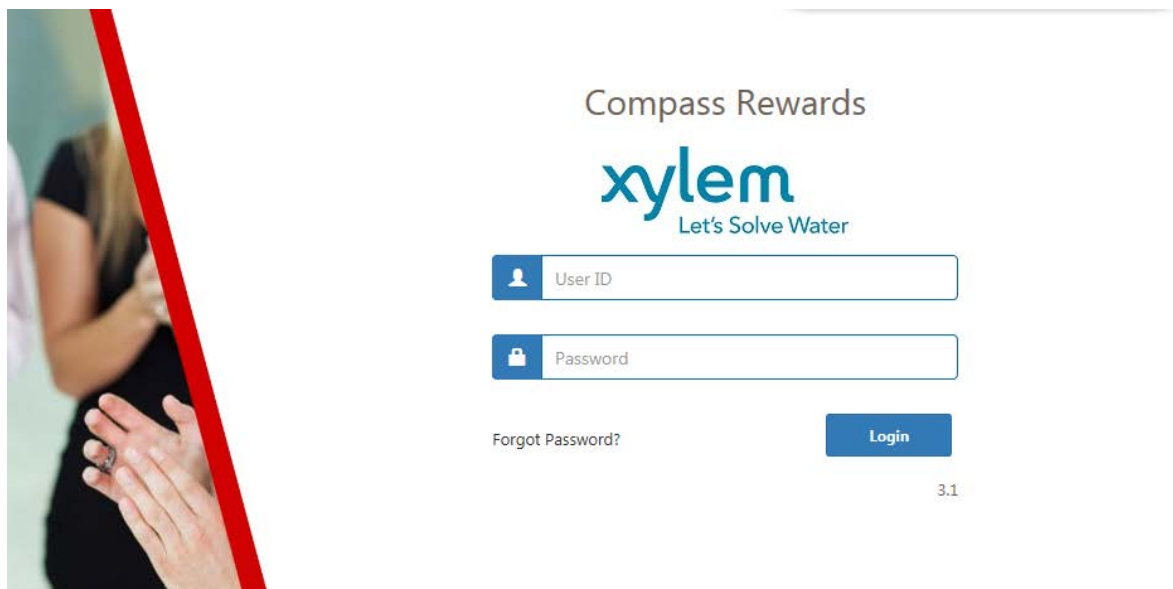 Compass Rewards
xylem
Let's Solve Water
User ID
Password
Forgot Password?
Login
3.1